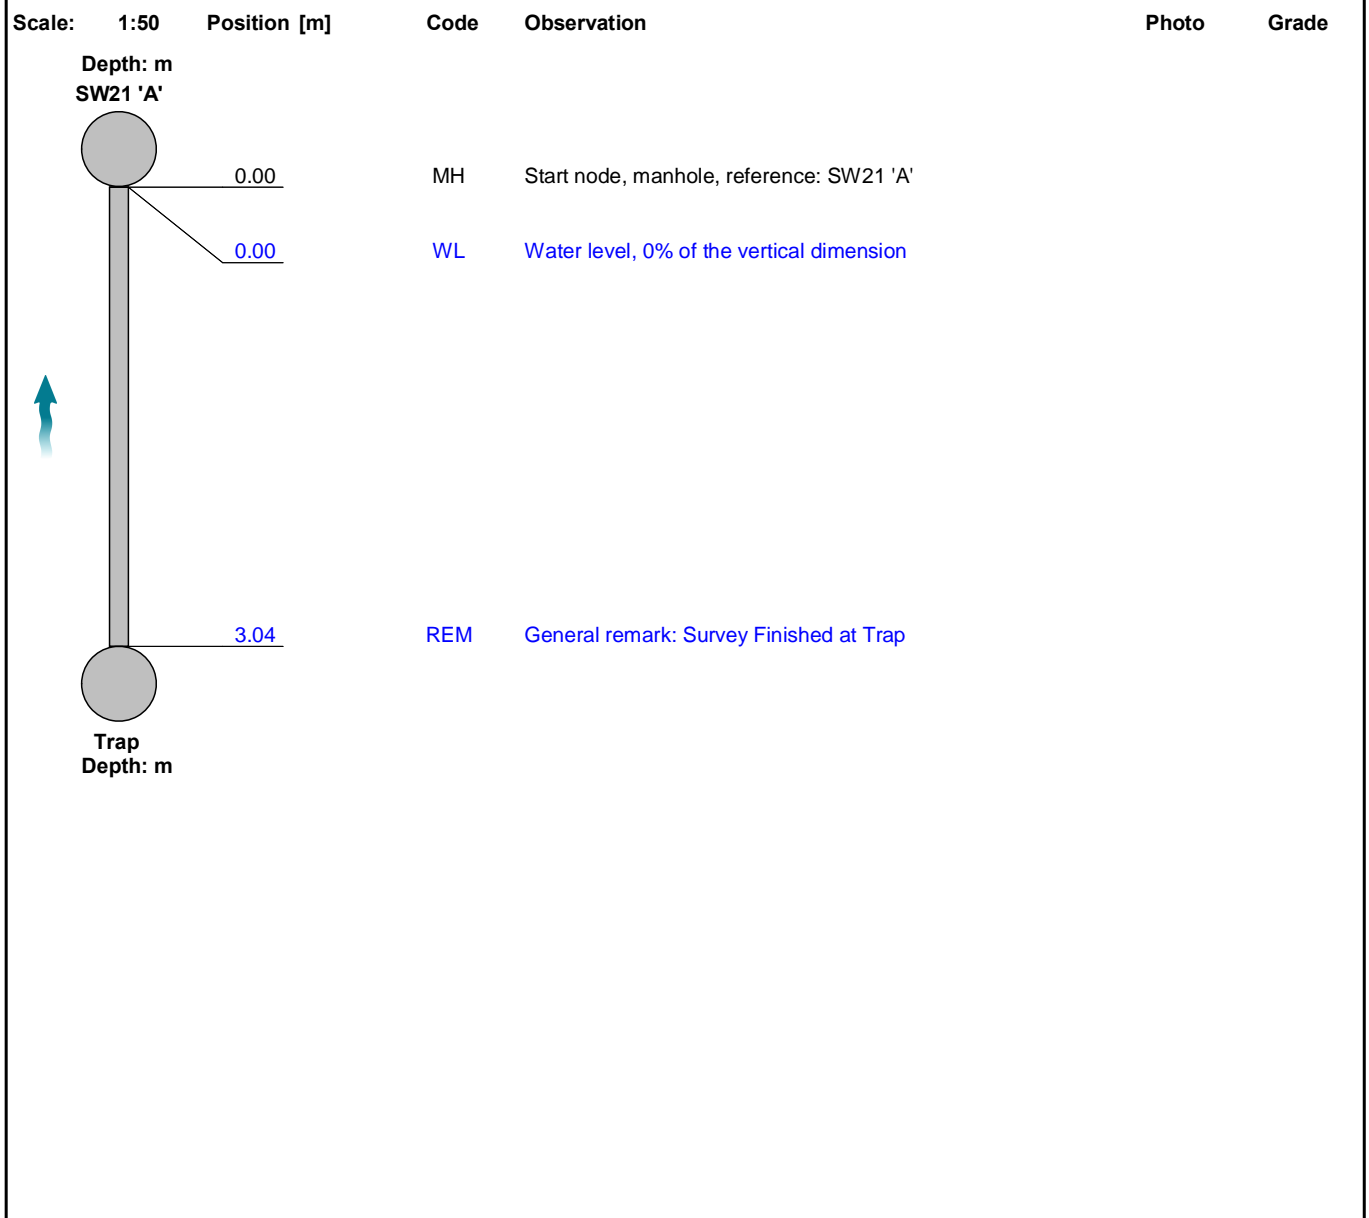 Scale: 1:50 Position [m] Code Observation Photo Grade
Depth: m
SW21 'A'
0.00 MH Start node, manhole, reference: SW21 'A'
0.00 WL Water level, 0% of the vertical dimension
3.04 REM General remark: Survey Finished at Trap
Trap
Depth: m